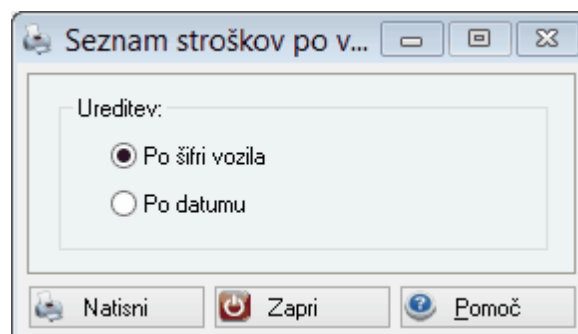 Seznam stroškov po v...
Ureditev:
Po šifri vozila
Po datumu
Natisni Zapri Pomoč